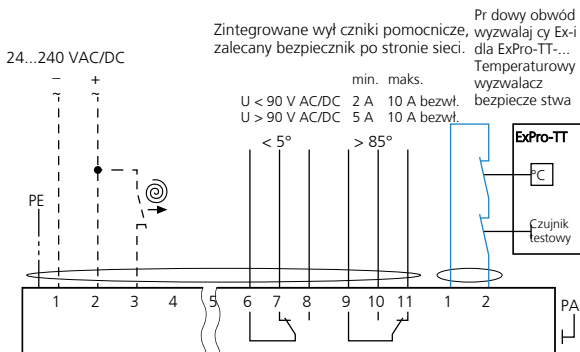 Zintegrowane wył czniki pomocnicze,
zalecany bezpiecznik po stronie sieci.
Pr dowy obwód
wyzwalaj cy Ex-i
dla ExPro-TT-...
Temperaturowy
wyzwalacz
bezpiecze stwa
24...240 VAC/DC
– +
~ ~
min. maks.
U < 90 V AC/DC 2 A 10 A bezwł.
U > 90 V AC/DC 5 A 10 A bezwł.
< 5° > 85°
ExPro-TT
°C
Czujnik
testowy
PE
1 2 3 4 5 6 7 8 9 10 11 1 2
PA